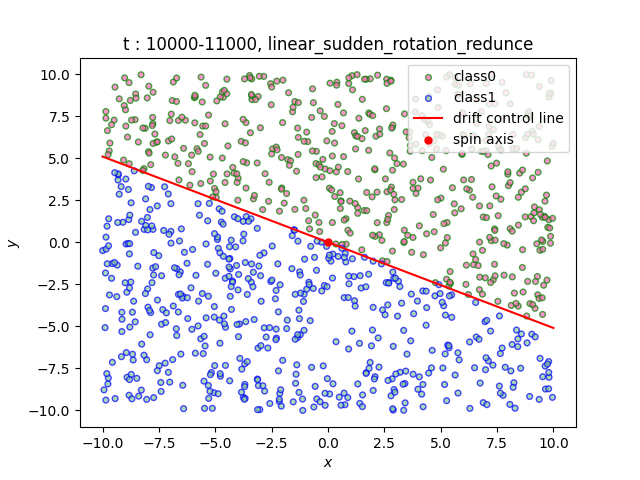 t : 10000-11000, linear_sudden_rotation_redunce
class0
class1
drift control line
spin axis
y
10.0
7.5
5.0
2.5
0.0
−2.5
−5.0
−7.5
−10.0
−10.0 −7.5 −5.0 −2.5 0.0 2.5 5.0 7.5 10.0
x